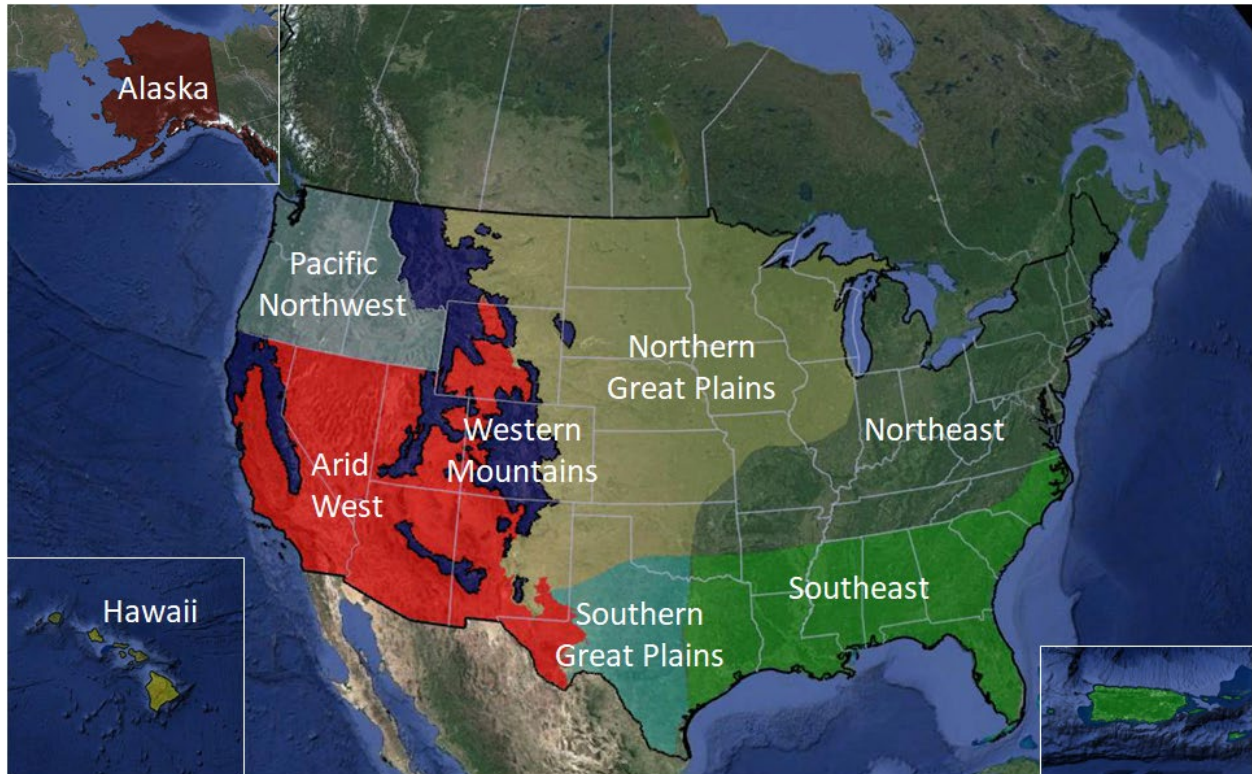 Alaska
Pacific
Northwest
Northern
Great Plains
Western
Mountains
Northeast
Arid
West
Southeast
Hawaii
Southern
Great Plains